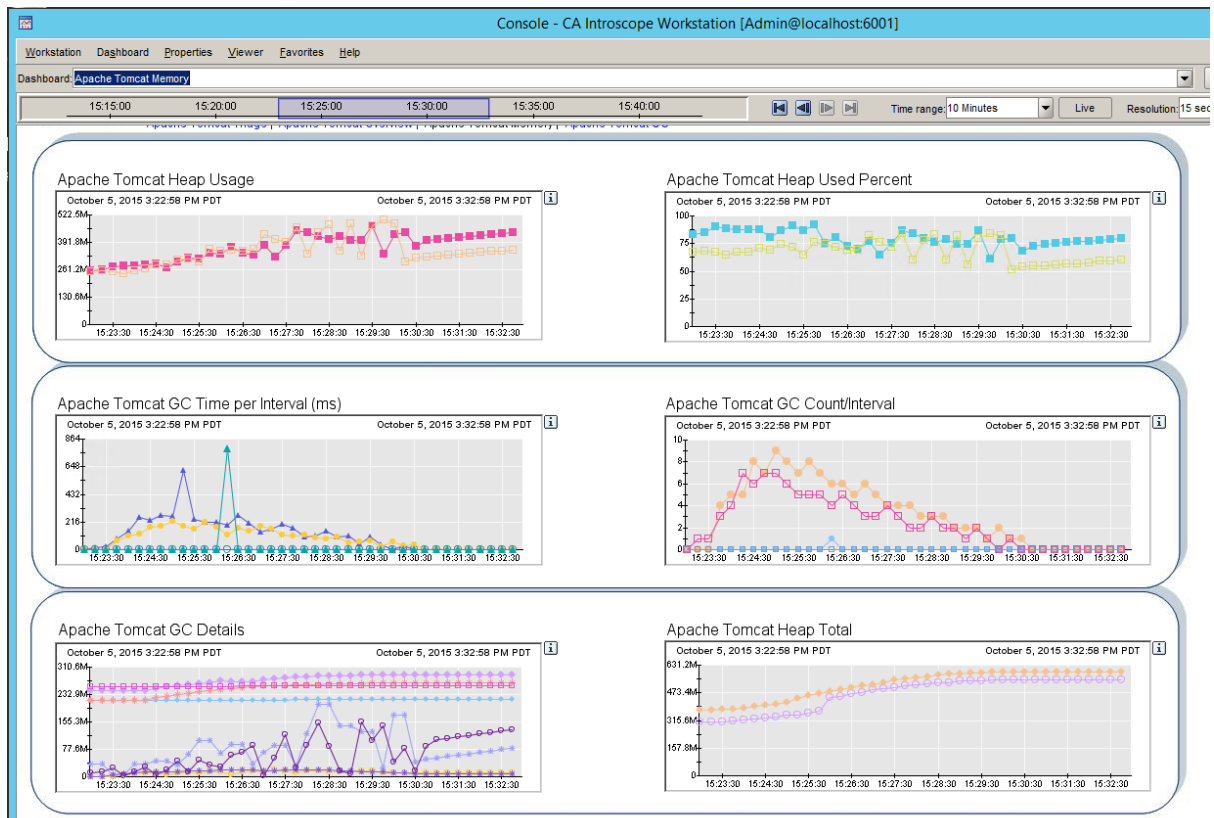 Console - CA Introscope Workstation [Admin@localhost:6001]
Workstation Dashboard Properties Viewer Favorites Help
Dashboard: Apache Tomcat Memory
15:15:00 15:20:00 15:25:00 15:30:00 15:35:00 15:40:00 Time range: 10 Minutes Live Resolution: 15 sec
Apache Tomcat Triage | Apache Tomcat Overview | Apache Tomcat Memory | Apache Tomcat GC
Apache Tomcat Heap Usage
October 5, 2015 3:22:58 PM PDT October 5, 2015 3:32:58 PM PDT
522.5M
391.8M
261.2M
130.6M
0
15:23:30 15:24:30 15:25:30 15:26:30 15:27:30 15:28:30 15:29:30 15:30:30 15:31:30 15:32:30
Apache Tomcat Heap Used Percent
October 5, 2015 3:22:58 PM PDT October 5, 2015 3:32:58 PM PDT
100
75
50
25
0
15:23:30 15:24:30 15:25:30 15:26:30 15:27:30 15:28:30 15:29:30 15:30:30 15:31:30 15:32:30
Apache Tomcat GC Time per Interval (ms)
October 5, 2015 3:22:58 PM PDT October 5, 2015 3:32:58 PM PDT
864
648
432
216
0
15:23:30 15:24:30 15:25:30 15:26:30 15:27:30 15:28:30 15:29:30 15:30:30 15:31:30 15:32:30
Apache Tomcat GC Count/Interval
October 5, 2015 3:22:58 PM PDT October 5, 2015 3:32:58 PM PDT
10
8
6
4
2
0
15:23:30 15:24:30 15:25:30 15:26:30 15:27:30 15:28:30 15:29:30 15:30:30 15:31:30 15:32:30
Apache Tomcat GC Details
October 5, 2015 3:22:58 PM PDT October 5, 2015 3:32:58 PM PDT
310.6M
232.9M
155.3M
77.6M
0
15:23:30 15:24:30 15:25:30 15:26:30 15:27:30 15:28:30 15:29:30 15:30:30 15:31:30 15:32:30
Apache Tomcat Heap Total
October 5, 2015 3:22:58 PM PDT October 5, 2015 3:32:58 PM PDT
631.2M
473.4M
315.6M
157.8M
0
15:23:30 15:24:30 15:25:30 15:26:30 15:27:30 15:28:30 15:29:30 15:30:30 15:31:30 15:32:30